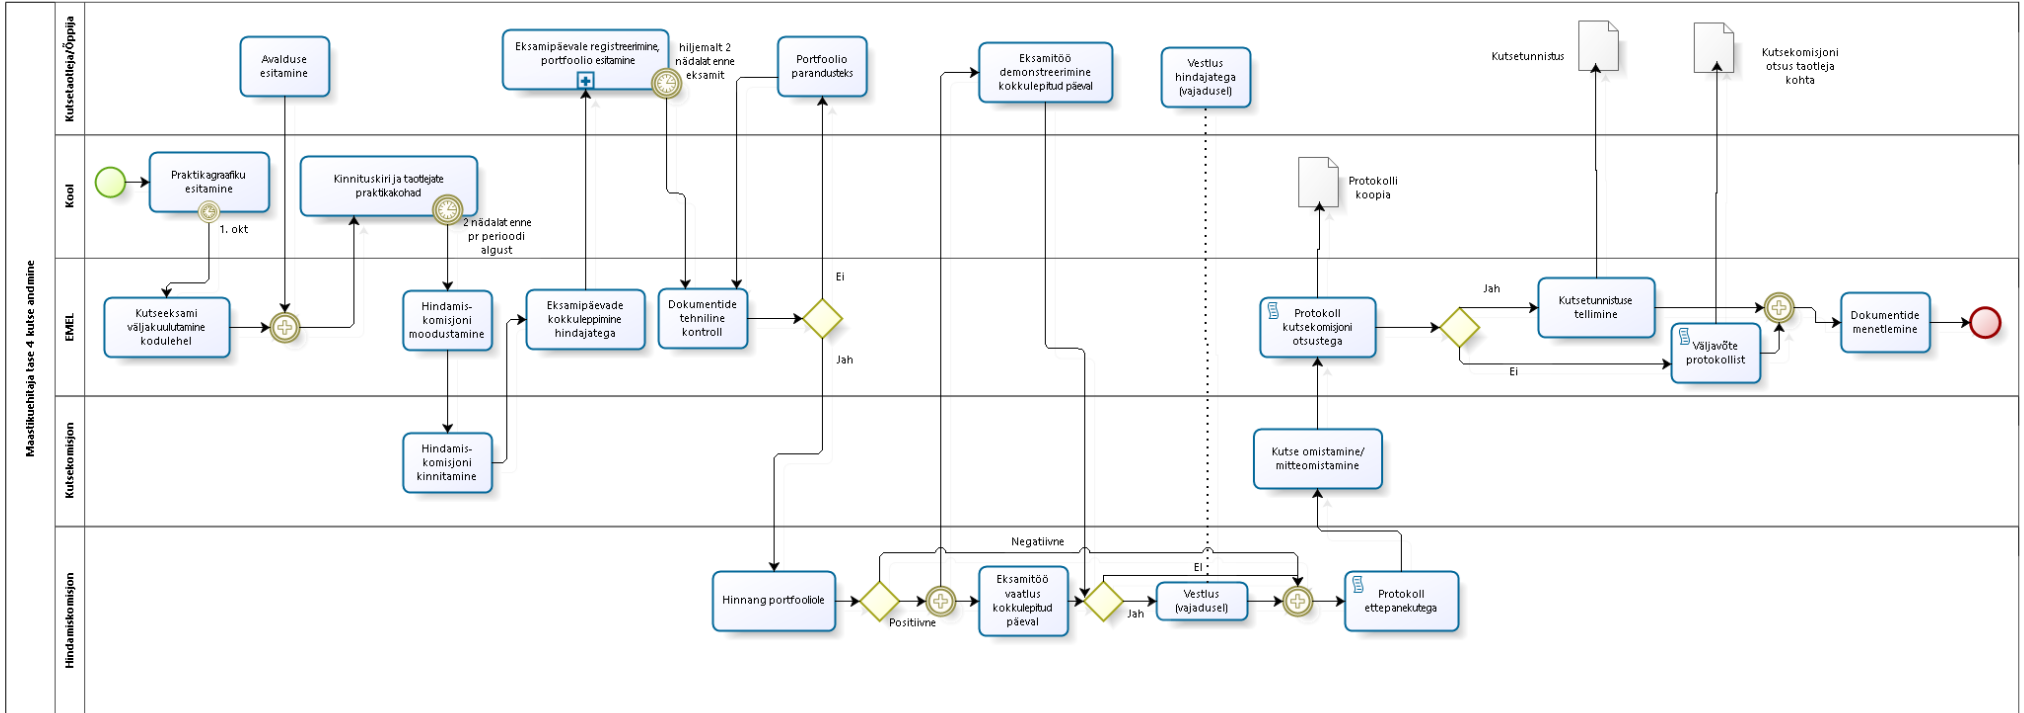 Maastikuehitaja tase 4 kutse andmine
Kutsetaotleja/Õppija
Avalduse
esitamine
Eksamipäevale registreerimine,
portfoolio esitamine
hiljemalt 2
nädalat enne
eksamit
Portfoolio
parandusteks
Eksamitöö
demonstreerimine
kokkulepitud päeval
Vestlus
hindajatega
(vajadusel)
Kutsetunnistus
Kutsekomisjoni
otsus taotleja
kohta
Kool
Praktikagraafiku
esitamine
1. okt
Kinnituskiri ja taotlejate
praktikakohad
2 nädalat enne
pr perioodi
algust
Protokolli
koopia
EMEL
Kutseeksami
väljakuulutamine
kodulehel
Hindamis-
komisjoni
moodustamine
Eksamipäevade
kokkuleppimine
hindajatega
Dokumentide
tehniline
kontroll
Ei
Jah
Protokoll
kutsekomisjoni
otsustega
Jah
Ei
Kutsetunnistuse
tellimine
Väljavõte
protokollist
Dokumentide
menetlemine
Kutsekomisjon
Hindamis-
komisjoni
kinnitamine
Kutse omistamine/
mitteomistamine
Hindamiskomisjon
Hinnang portfooliole
Negatiivne
Positiivne
Eksamitöö
vaatlus
kokkulepitud
päeval
EI
Jah
Vestlus
(vajadusel)
Protokoll
ettepanekutega